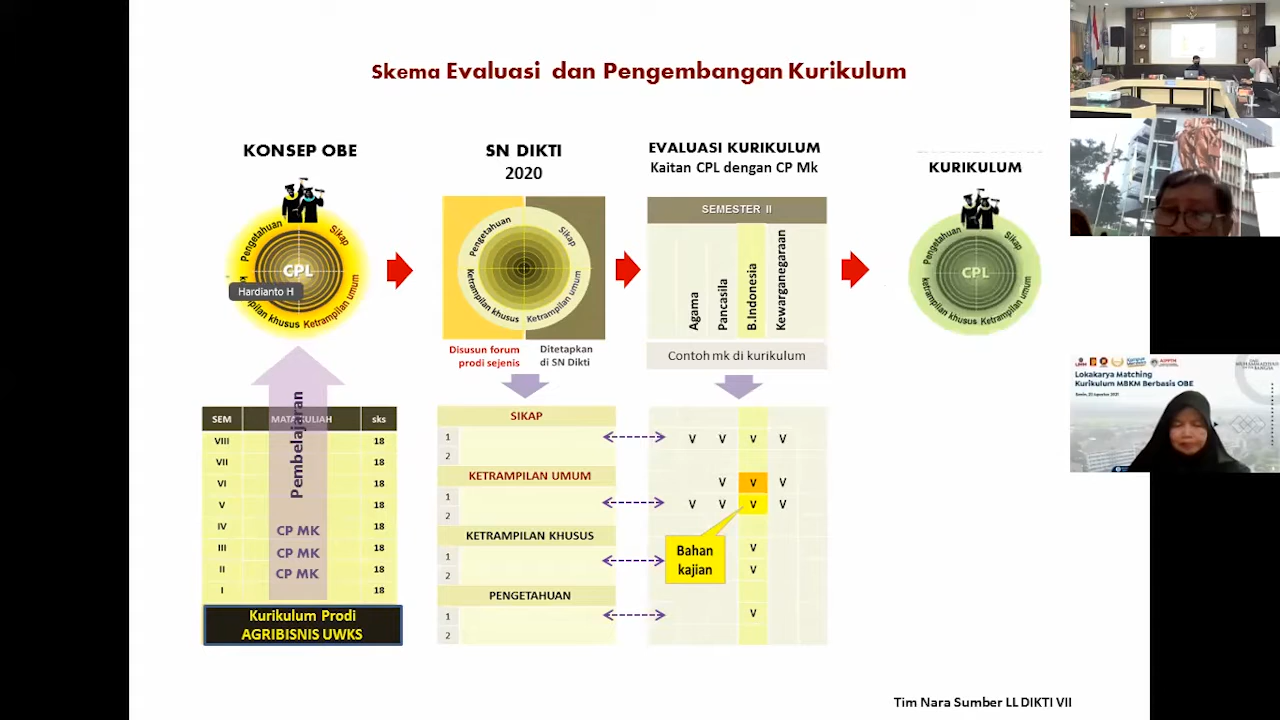 Skema Evaluasi dan Pengembangan Kurikulum
KONSEP OBE
Pengetahuan
Sikap
CPL
Ketrampilan umum
pilan khusus
Hardianto H
SN DIKTI
2020
Pengetahuan
Sikap
Ketrampilan khusus
Ketrampilan umum
Disusun forum
prodi sejenis
Ditetapkan
di SN Dikti
EVALUASI KURIKULUM
Kaitan CPL dengan CP Mk
SEMESTER II
Agama
Pancasila
B.Indonesia
Kewarganegaraan
Contoh mk di kurikulum
KURIKULUM
Pengetahuan
Sikap
CPL
Ketrampilan khusus
Ketrampilan umum
Pembelajaran
SEM MATA KULIAH sks
VIII 18
VII 18
VI 18
V 18
IV CP MK 18
III CP MK 18
II CP MK 18
I 18
Kurikulum Prodi
AGRIBISNIS UWKS
SIKAP
1
2
KETRAMPILAN UMUM
1
2
KETRAMPILAN KHUSUS
1
2
PENGETAHUAN
1
2
V V V V
V V V
V V V V
V
V
V
Bahan
kajian
Tim Nara Sumber LL DIKTI VII
Lokakarya Matching
Kurikulum MBKM Berbasis OBE